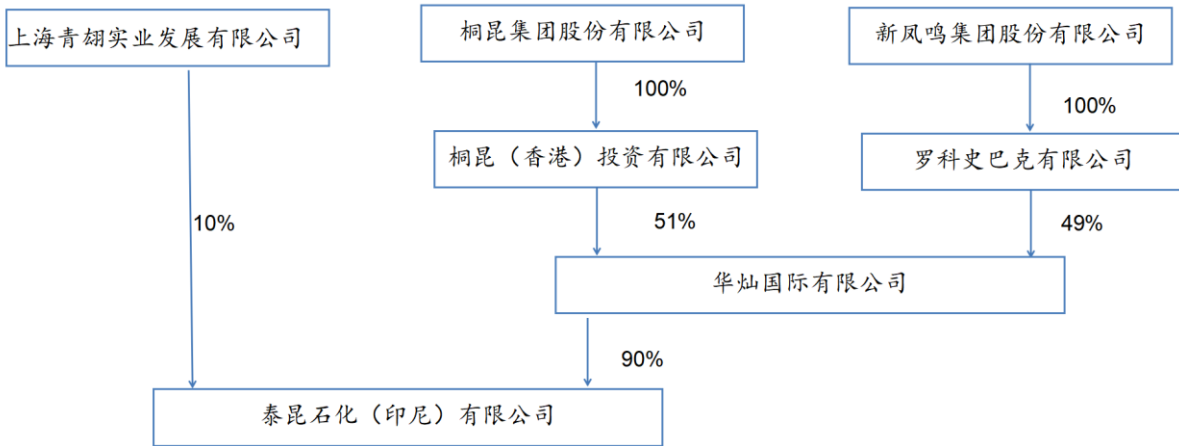 上海青翃实业发展有限公司
桐昆集团股份有限公司
新凤鸣集团股份有限公司
100%
100%
桐昆（香港）投资有限公司
罗科史巴克有限公司
10%
51%
49%
华灿国际有限公司
90%
泰昆石化（印尼）有限公司